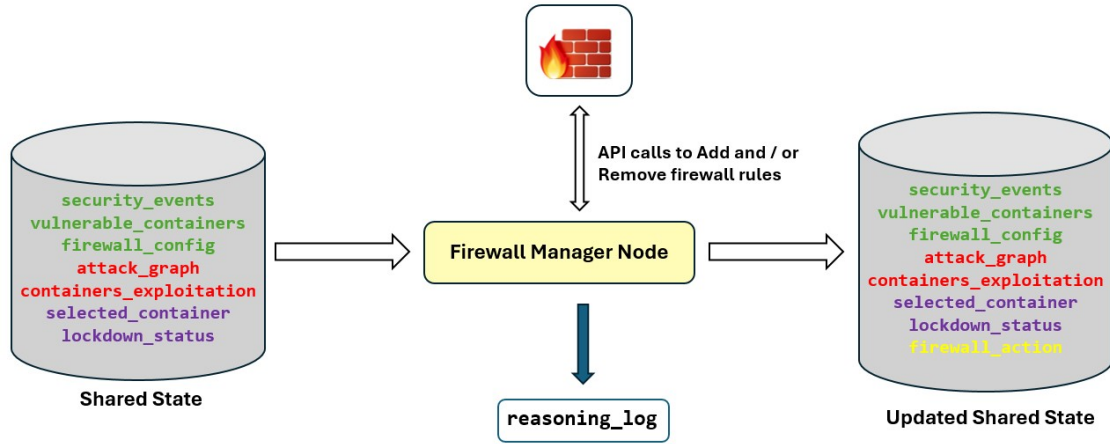 API calls to Add and / or
Remove firewall rules
security_events
vulnerable_containers
firewall_config
attack_graph
containers_exploitation
selected_container
lockdown_status
Shared State
Firewall Manager Node
reasoning_log
security_events
vulnerable_containers
firewall_config
attack_graph
containers_exploitation
selected_container
lockdown_status
firewall_action
Updated Shared State